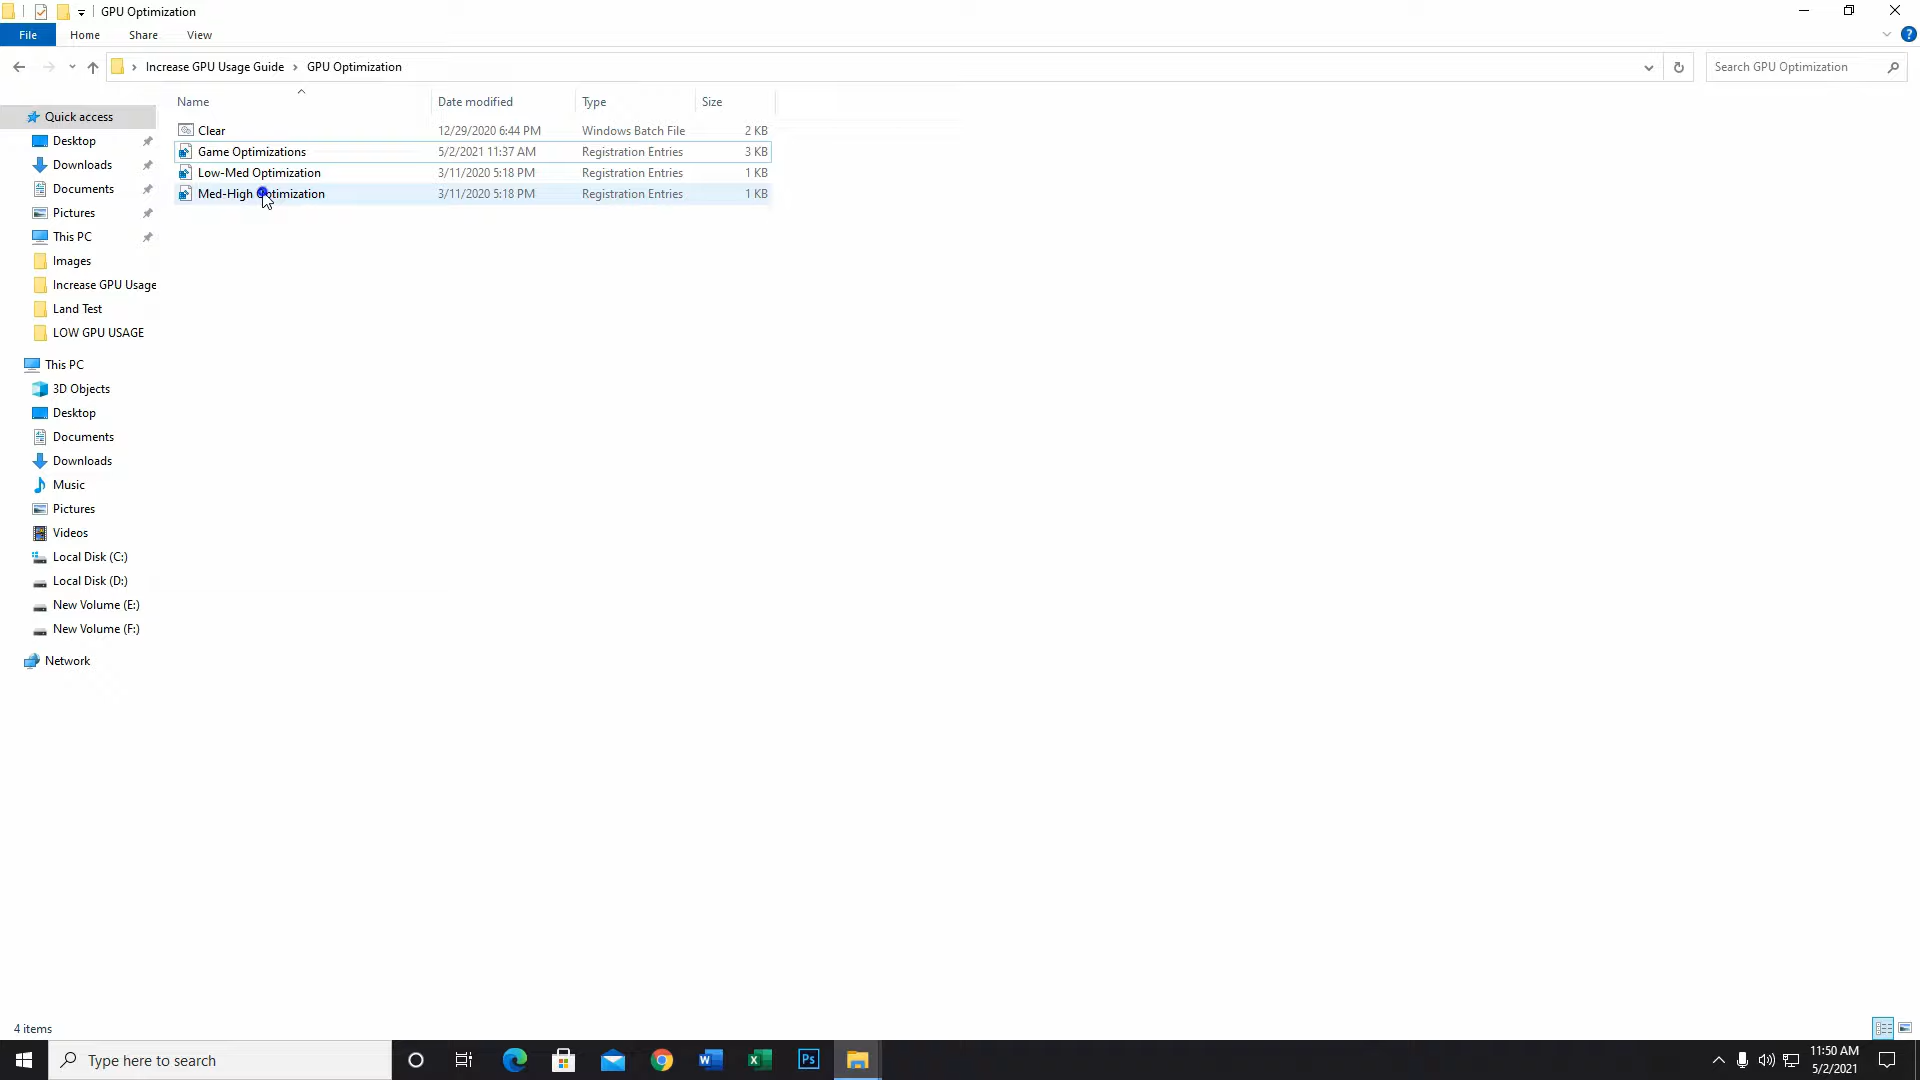 GPU Optimization
File Home Share View
Increase GPU Usage Guide GPU Optimization Search GPU Optimization
Name Date modified Type Size
Clear 12/29/2020 6:44 PM Windows Batch File 2 KB
Game Optimizations 5/2/2021 11:37 AM Registration Entries 3 KB
Low-Med Optimization 3/11/2020 5:18 PM Registration Entries 1 KB
Med-High Optimization 3/11/2020 5:18 PM Registration Entries 1 KB
Quick access
Desktop
Downloads
Documents
Pictures
This PC
Images
Increase GPU Usage
Land Test
LOW GPU USAGE
This PC
3D Objects
Desktop
Documents
Downloads
Music
Pictures
Videos
Local Disk (C:)
Local Disk (D:)
New Volume (E:)
New Volume (F:)
Network
4 items
Type here to search
11:50 AM
5/2/2021